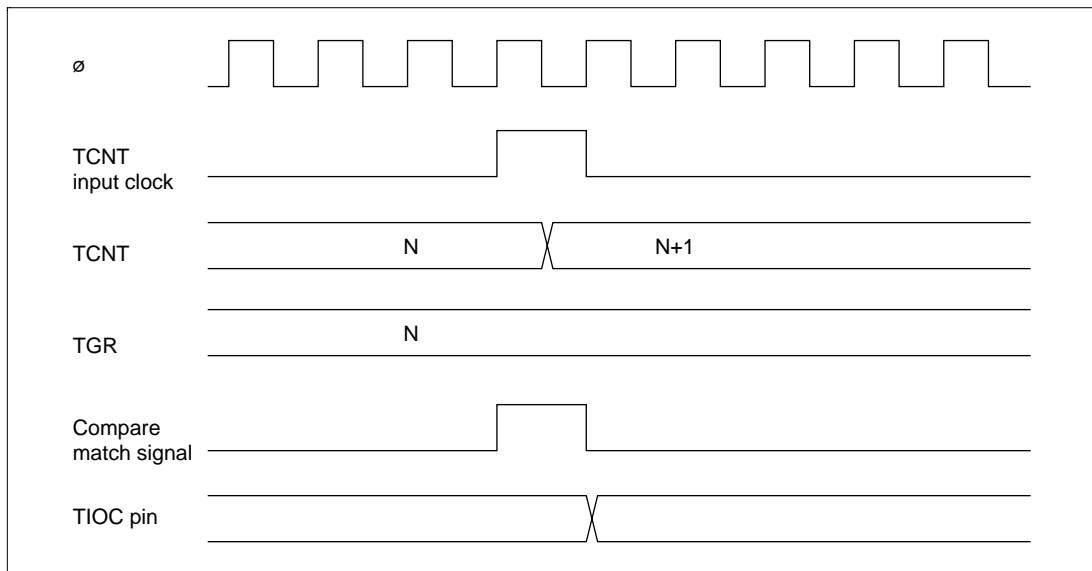 ø
TCNT
input clock
TCNT
N
N+1
TGR
N
Compare
match signal
TIOC pin